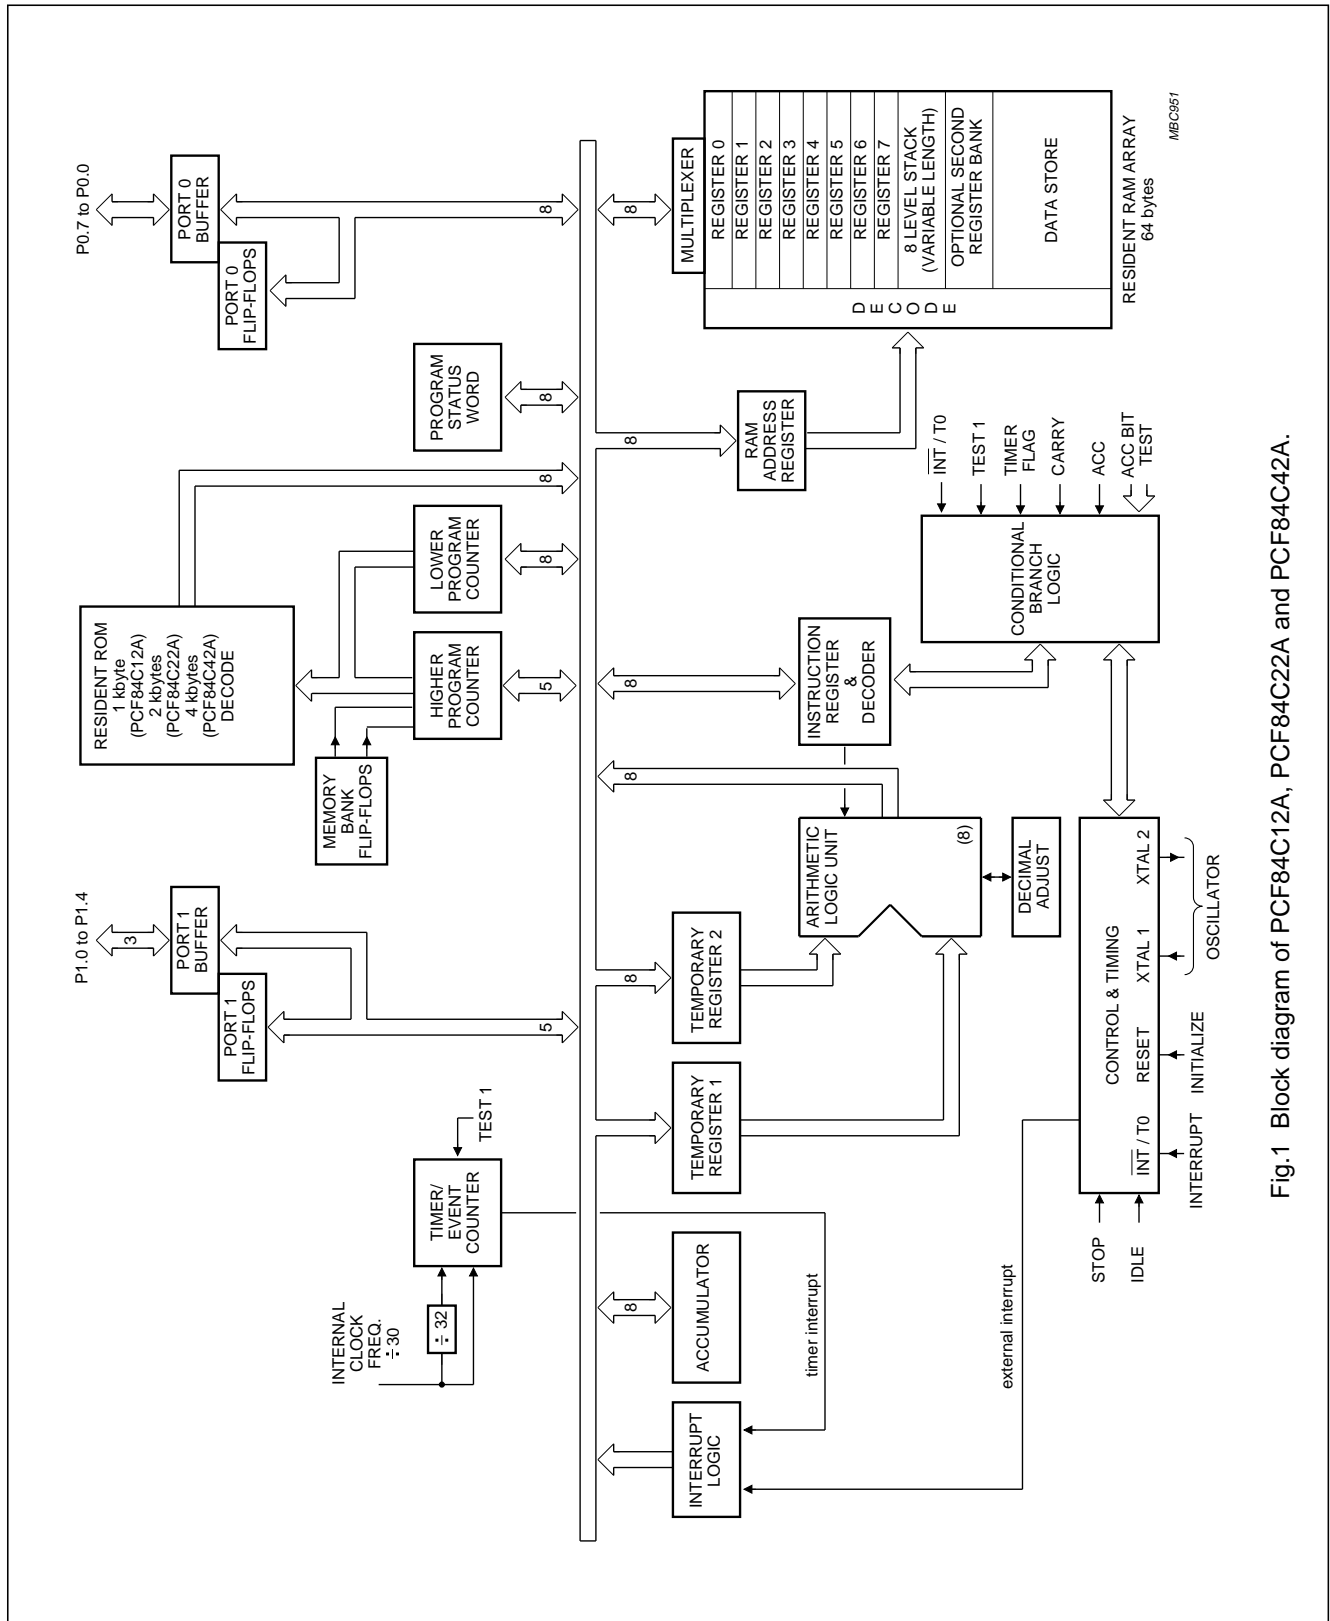 P1.0 to P1.4
3
PORT 1
BUFFER
PORT 1
FLIP-FLOPS
5
P0.7 to P0.0
PORT 0
BUFFER
PORT 0
FLIP-FLOPS
8
RESIDENT ROM
1 kbyte
(PCF84C12A)
2 kbytes
(PCF84C22A)
4 kbytes
(PCF84C42A)
DECODE
MEMORY
BANK
FLIP-FLOPS
HIGHER
PROGRAM
COUNTER
5
LOWER
PROGRAM
COUNTER
8
8
PROGRAM
STATUS
WORD
8
INTERNAL
CLOCK
FREQ.
÷30
÷ 32
TIMER/
EVENT
COUNTER
TEST 1
INTERRUPT
LOGIC
ACCUMULATOR
8
TEMPORARY
REGISTER 1
8
TEMPORARY
REGISTER 2
8
8
ARITHMETIC
LOGIC UNIT
(8)
DECIMAL
ADJUST
INSTRUCTION
REGISTER
&
DECODER
8
RAM
ADDRESS
REGISTER
8
8
MULTIPLEXER
REGISTER 0
REGISTER 1
REGISTER 2
REGISTER 3
REGISTER 4
REGISTER 5
REGISTER 6
REGISTER 7
8 LEVEL STACK
(VARIABLE LENGTH)
OPTIONAL SECOND
REGISTER BANK
DATA STORE
D
E
C
O
D
E
RESIDENT RAM ARRAY
64 bytes
timer interrupt
external interrupt
CONDITIONAL
BRANCH
LOGIC
INT / T0
TEST 1
TIMER
FLAG
CARRY
ACC
ACC BIT
TEST
CONTROL & TIMING
INT / T0
RESET
XTAL 1
XTAL 2
STOP
IDLE
INTERRUPT
INITIALIZE
OSCILLATOR
MBC951
Fig.1 Block diagram of PCF84C12A, PCF84C22A and PCF84C42A.